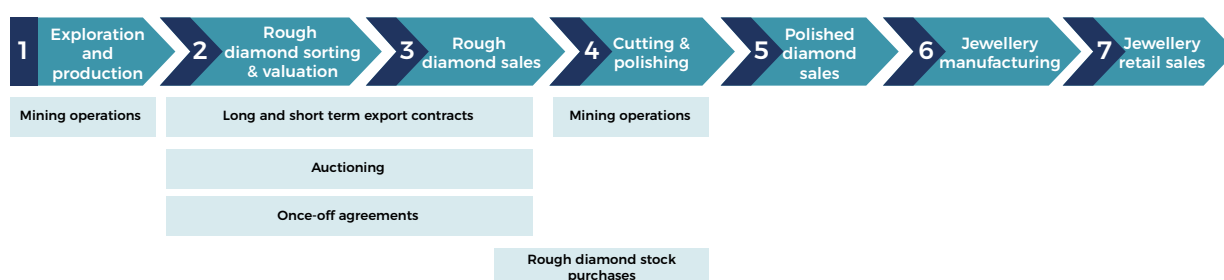 1 Exploration
and
production
2 Rough
diamond sorting
& valuation
3 Rough
diamond sales
4 Cutting &
polishing
5 Polished
diamond
sales
6 Jewellery
manufacturing
7 Jewellery
retail sales
Mining operations
Long and short term export contracts
Mining operations
Auctioning
Once-off agreements
Rough diamond stock
purchases